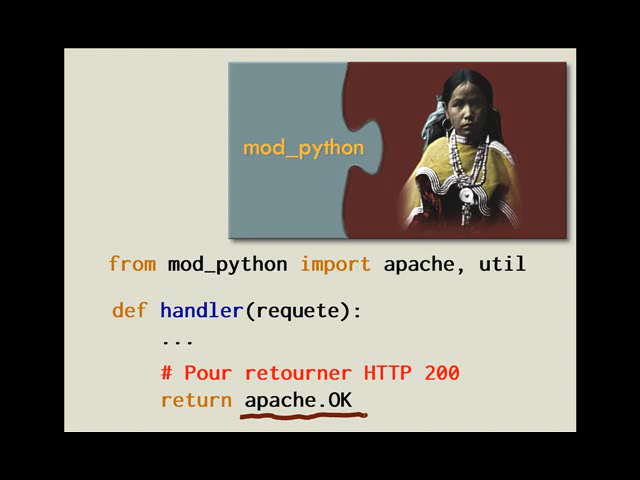 mod_python
from mod_python import apache, util
def handler(requete):
...
# Pour retourner HTTP 200
return apache.OK